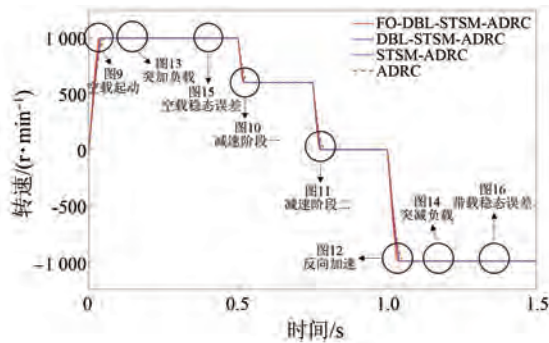 FO-DBL-STSM-ADRC
DBL-STSM-ADRC
STSM-ADRC
ADRC
转速/(r·min⁻¹)
1 000
500
0
-500
-1 000
图9
空载起动
图13
突加负载
图15
空载稳态误差
图10
减速阶段一
图11
减速阶段二
图12
反向加速
图14
突减负载
图16
带载稳态误差
0
0.5
1.0
1.5
时间/s